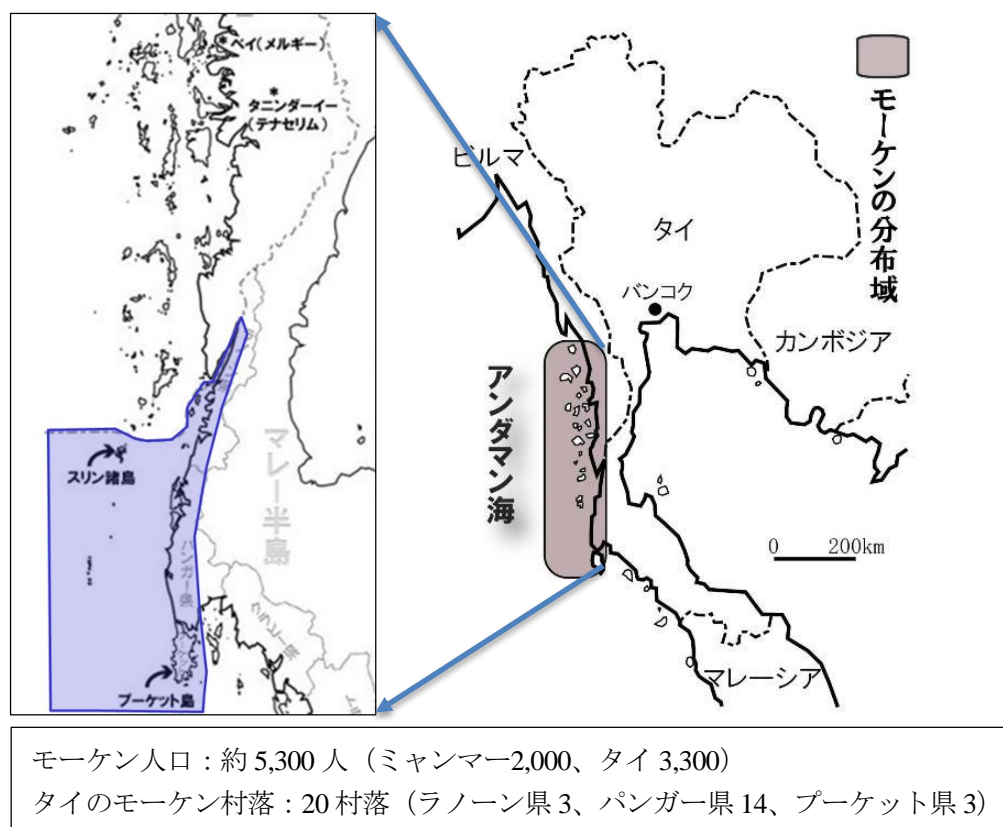 ベイ(メルギー)
タニンダーイー
(テナセリム)
スリン諸島
マレー半島
パンガー県
クラビー県
プーケット島
モーケンの分布域
ビルマ
タイ
バンコク
カンボジア
アンダマン海
0 200km
マレーシア
モーケン人口：約 5,300 人（ミャンマー2,000、タイ 3,300）
タイのモーケン村落：20 村落（ラノーン県 3、パンガー県 14、プーケット県 3）